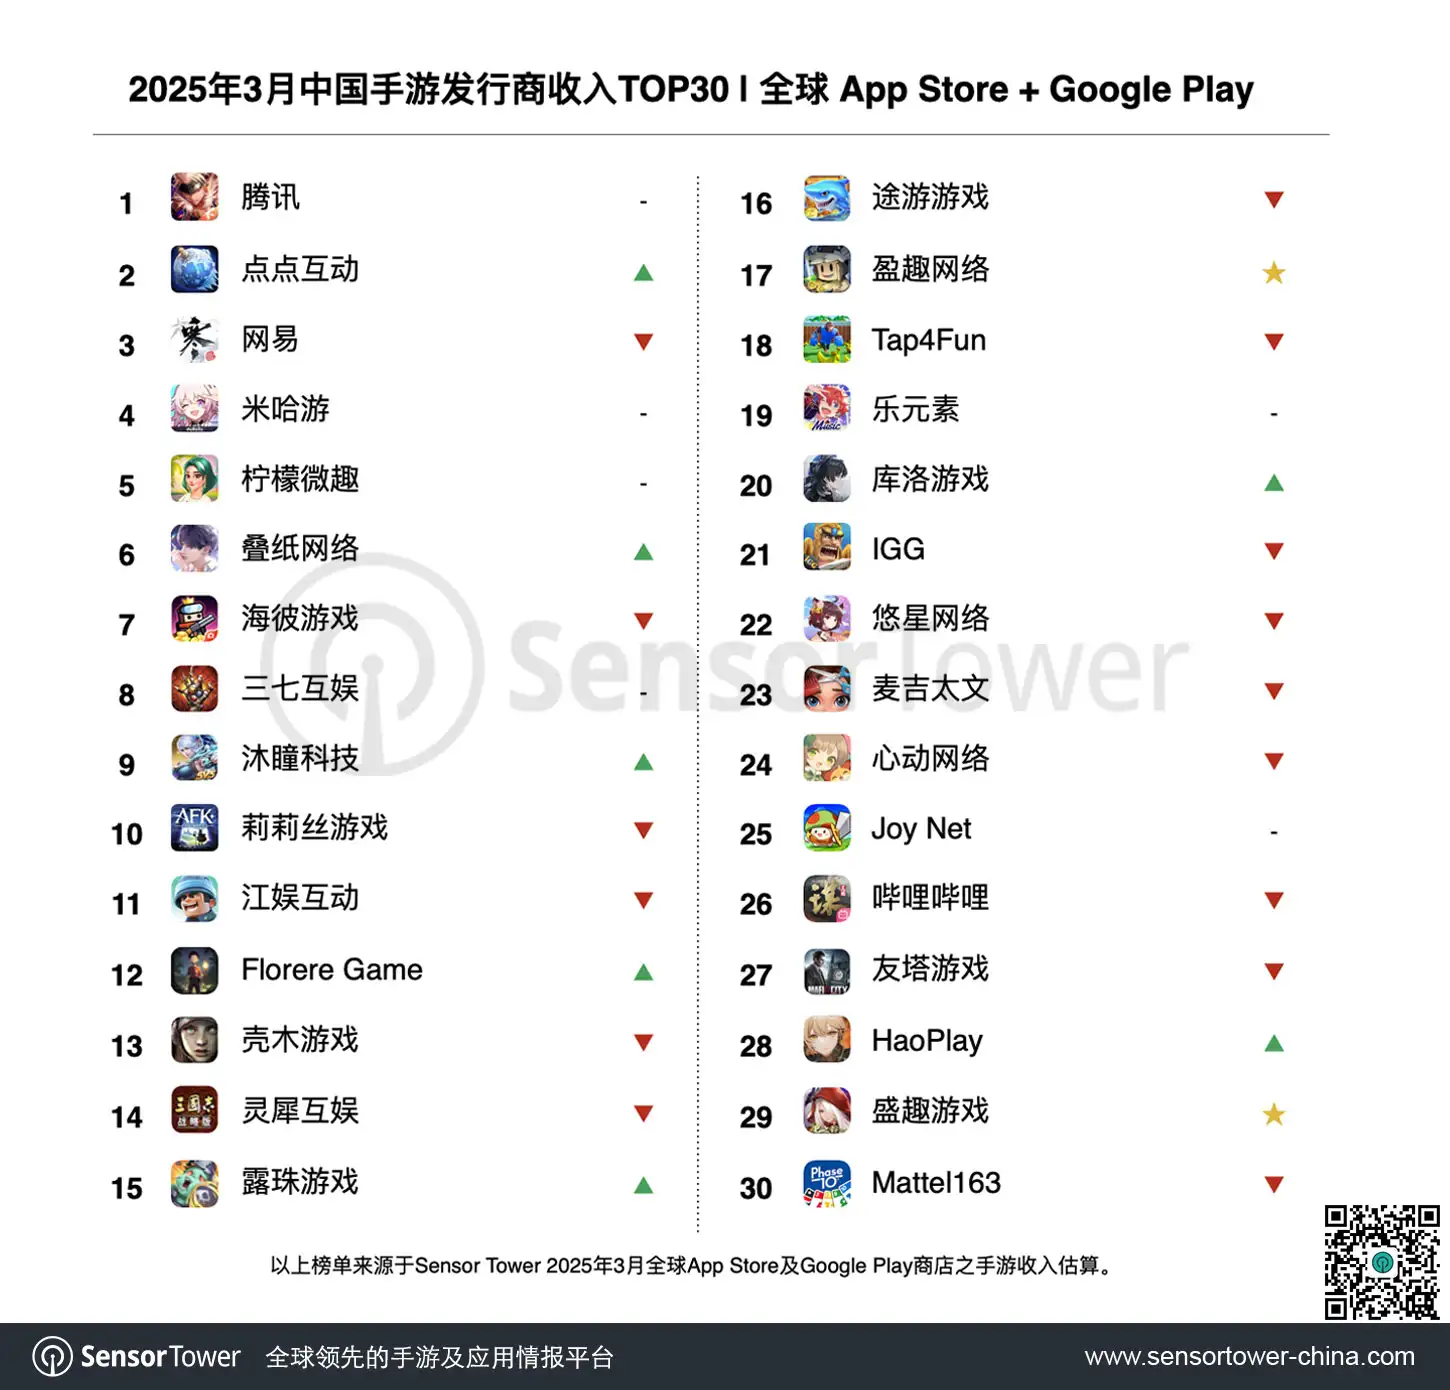 2025年3月中国手游发行商收入TOP30 | 全球 App Store + Google Play
1 腾讯 -
2 点点互动 ▲
3 网易 ▼
4 米哈游 -
5 柠檬微趣 -
6 叠纸网络 ▲
7 海彼游戏 ▼
8 三七互娱 -
9 沐瞳科技 ▲
10 莉莉丝游戏 ▼
11 江娱互动 ▼
12 Florere Game ▲
13 壳木游戏 ▼
14 灵犀互娱 ▼
15 露珠游戏 ▲
16 途游游戏 ▼
17 盈趣网络 ★
18 Tap4Fun ▼
19 乐元素 -
20 库洛游戏 ▲
21 IGG ▼
22 悠星网络 ▼
23 麦吉太文 ▼
24 心动网络 ▼
25 Joy Net -
26 哔哩哔哩 ▼
27 友塔游戏 ▼
28 HaoPlay ▲
29 盛趣游戏 ★
30 Mattel163 ▼
SensorTower
以上榜单来源于Sensor Tower 2025年3月全球App Store及Google Play商店之手游收入估算。
SensorTower 全球领先的手游及应用情报平台
www.sensortower-china.com